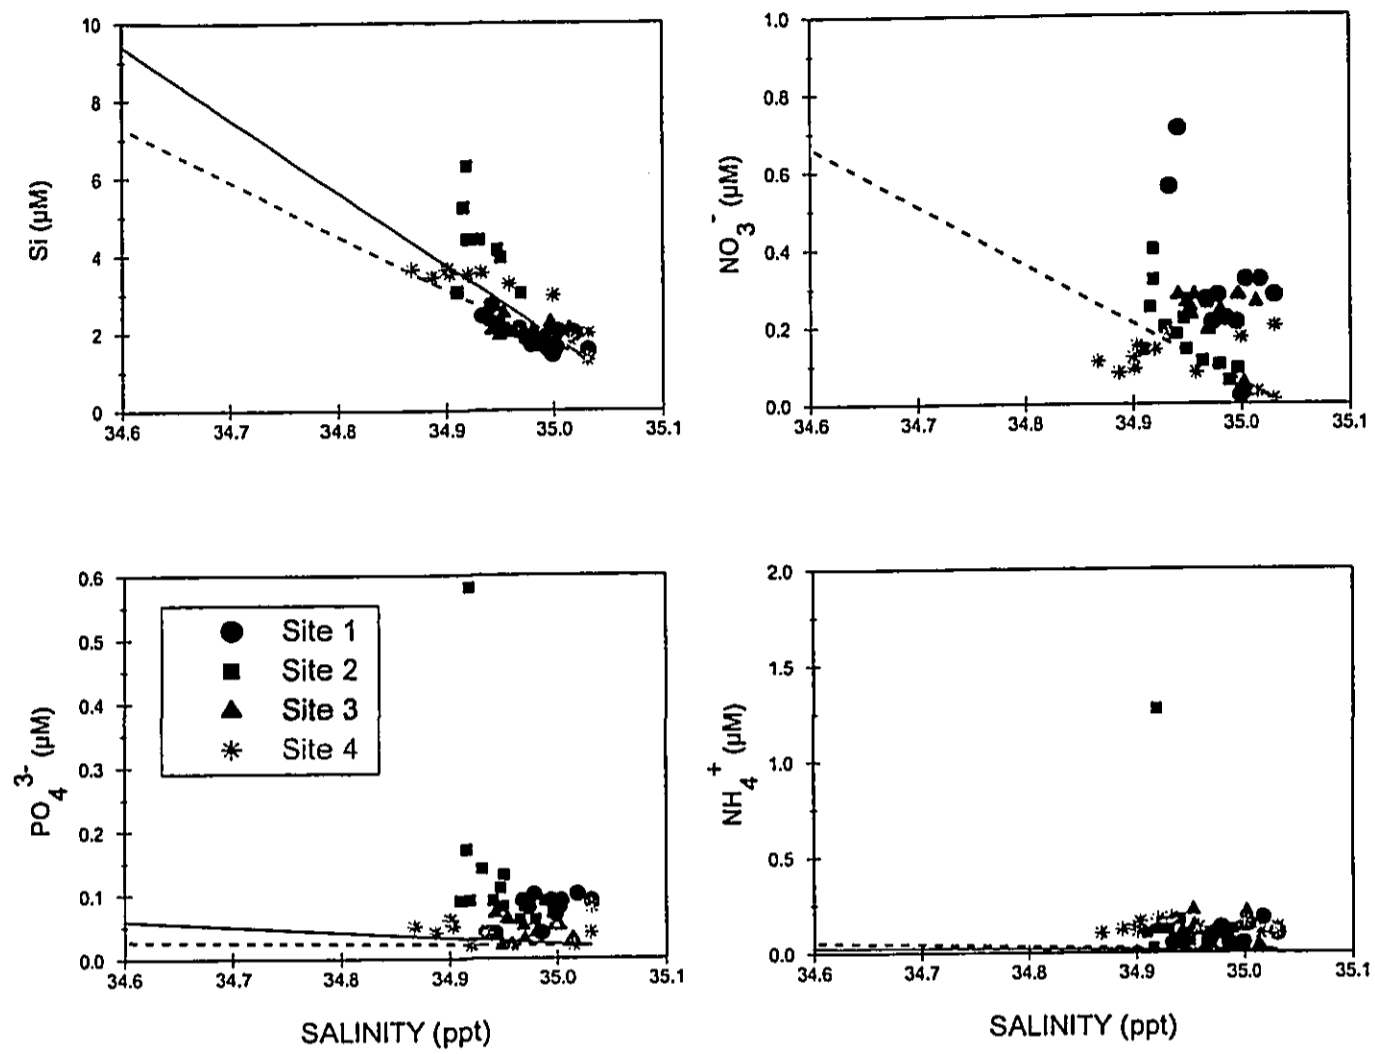 10
8
6
4
2
0
Si (µM)
34.6 34.7 34.8 34.9 35.0 35.1
1.0
0.8
0.6
0.4
0.2
0.0
NO3- (µM)
34.6 34.7 34.8 34.9 35.0 35.1
0.6
0.5
0.4
0.3
0.2
0.1
0.0
PO4 3- (µM)
Site 1
Site 2
Site 3
Site 4
34.6 34.7 34.8 34.9 35.0 35.1
SALINITY (ppt)
2.0
1.5
1.0
0.5
0.0
NH4+ (µM)
34.6 34.7 34.8 34.9 35.0 35.1
SALINITY (ppt)